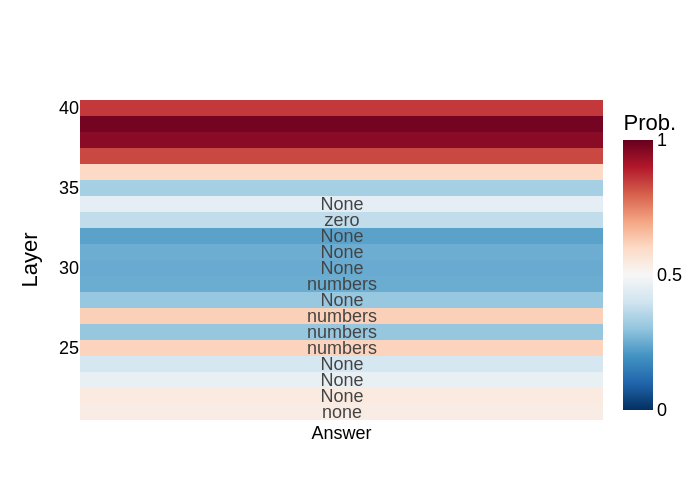 40
Prob.
1
35
None
zero
None
None
None
numbers
None
numbers
numbers
numbers
None
None
None
none
30
25
Layer
0.5
0
Answer